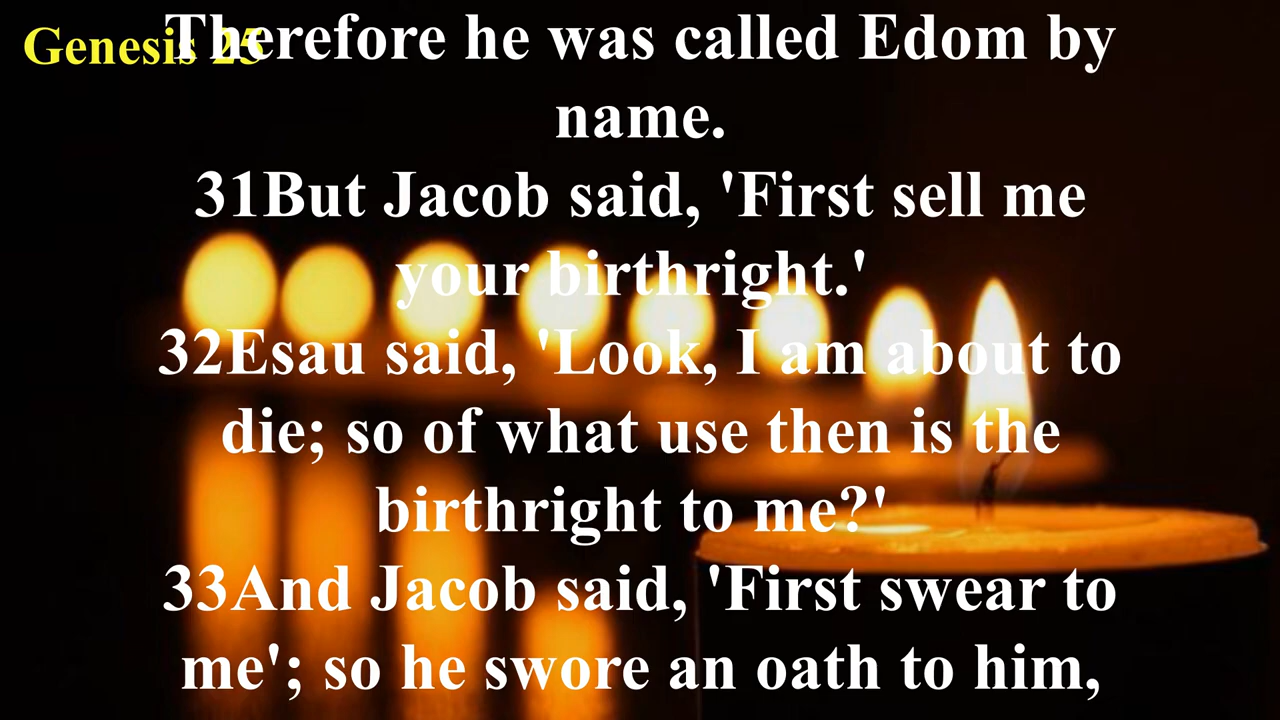 Genesis 25
Therefore he was called Edom by
name.
31But Jacob said, 'First sell me
your birthright.'
32Esau said, 'Look, I am about to
die; so of what use then is the
birthright to me?'
33And Jacob said, 'First swear to
me'; so he swore an oath to him,